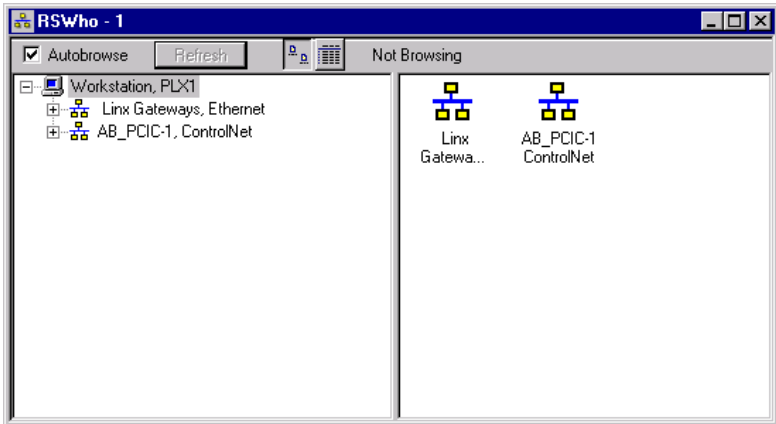 RSWho - 1
Autobrowse Refresh Not Browsing
Workstation, PLX1
Linx Gateways, Ethernet
AB_PCIC-1, ControlNet
Linx
Gatewa...
AB_PCIC-1
ControlNet